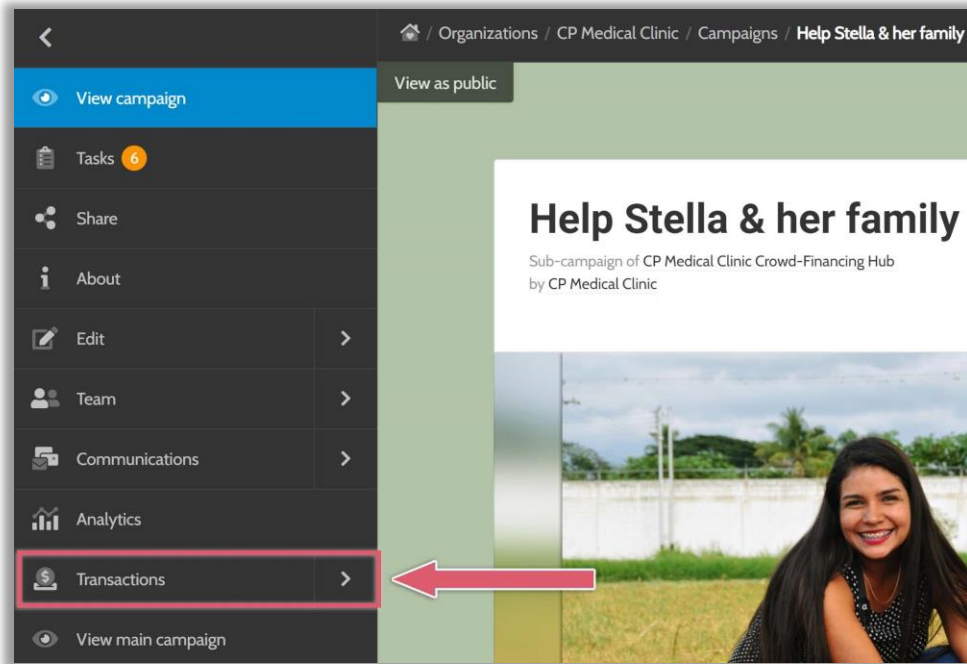 / Organizations / CP Medical Clinic / Campaigns / Help Stella & her family
View as public
View campaign
Tasks 6
Share
About
Edit
Team
Communications
Analytics
Transactions
View main campaign
Help Stella & her family
Sub-campaign of CP Medical Clinic Crowd-Financing Hub
by CP Medical Clinic